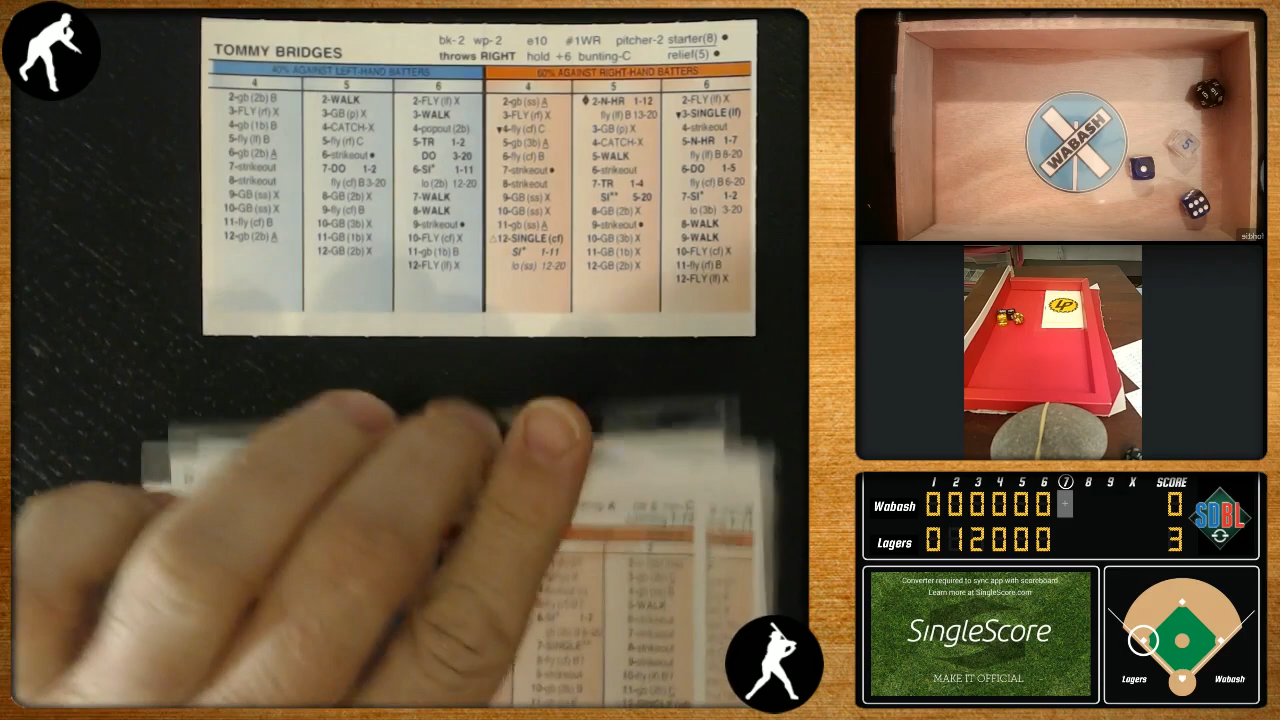 TOMMY BRIDGES
bk-2 wp-2 e10 #1WR pitcher-2 starter(8) ●
throws RIGHT hold +6 bunting-C relief(5) ●
40% AGAINST LEFT-HAND BATTERS
60% AGAINST RIGHT-HAND BATTERS
4 5 6 4 5 6
2-gb (2b) B
3-FLY (rf) X
4-gb (1b) B
5-fly (lf) B
6-gb (2b) A
7-strikeout
8-strikeout
9-GB (ss) X
10-GB (ss) X
11-fly (cf) B
12-gb (2b) A
2-WALK
3-GB (p) X
4-CATCH-X
5-fly (rf) C
6-strikeout●
7-DO 1-2
fly (cf) B 3-20
8-GB (2b) X
9-fly (cf) B
10-GB (3b) X
11-GB (1b) X
12-GB (2b) X
2-FLY (lf) X
3-WALK
4-popout (2b)
5-TR 1-2
DO 3-20
6-SI* 1-11
lo (2b) 12-20
7-WALK
8-WALK
9-strikeout●
10-FLY (cf) X
11-gb (1b) B
12-FLY (lf) X
2-gb (ss) A
3-FLY (rf) X
▼4-fly (cf) C
5-gb (3b) A
6-fly (cf) B
7-strikeout●
8-strikeout
9-GB (ss) X
10-GB (ss) X
11-gb (ss) A
△12-SINGLE (cf)
SI* 1-11
lo (ss) 12-20
♦2-N-HR 1-12
fly (lf) B 13-20
3-GB (p) X
4-CATCH-X
5-WALK
6-strikeout
7-TR 1-4
SI** 5-20
8-GB (2b) X
9-strikeout●
10-GB (3b) X
11-GB (1b) X
12-GB (2b) X
2-FLY (lf) X
▼3-SINGLE (lf)
4-strikeout
5-N-HR 1-7
fly (lf) B 8-20
6-DO 1-5
fly (cf) B 6-20
7-SI* 1-2
lo (3b) 3-20
8-WALK
9-WALK
10-FLY (cf) X
11-fly (rf) B
12-FLY (lf) X
WABASH
LP
1 2 3 4 5 6 7 8 9 X SCORE
Wabash 0 0 0 0 0 0 0
Lagers 0 1 2 0 0 0 3
SDBL
Converter required to sync app with scoreboard
Learn more at SingleScore.com
SINGLESCORE
MAKE IT OFFICIAL
Lagers
Wabash